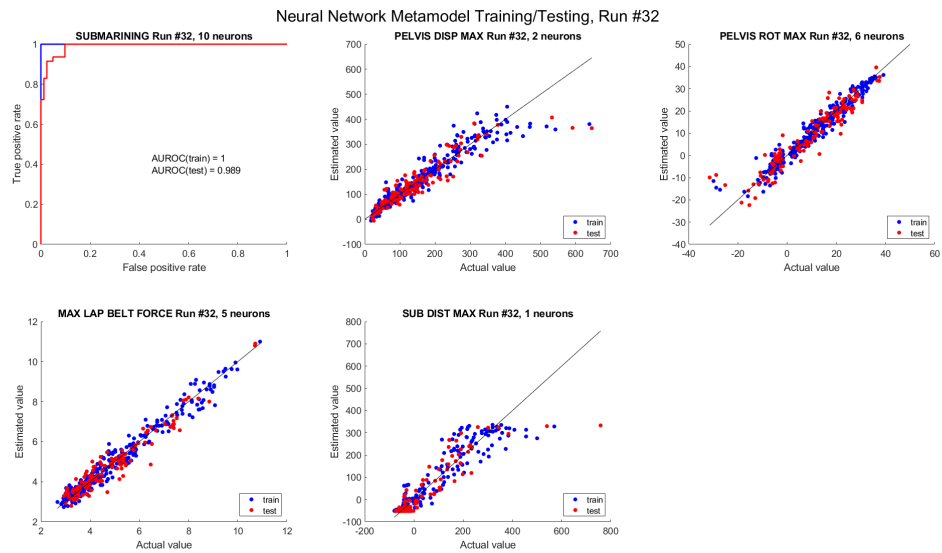 Neural Network Metamodel Training/Testing, Run #32
SUBMARINING Run #32, 10 neurons
1
0.8
0.6
0.4
0.2
0
True positive rate
AUROC(train) = 1
AUROC(test) = 0.989
0
0.2
0.4
0.6
0.8
1
False positive rate
PELVIS DISP MAX Run #32, 2 neurons
700
600
500
400
300
200
100
0
-100
Estimated value
train
test
0
100
200
300
400
500
600
700
Actual value
PELVIS ROT MAX Run #32, 6 neurons
50
40
30
20
10
0
-10
-20
-30
-40
Estimated value
train
test
-40
-20
0
20
40
60
Actual value
MAX LAP BELT FORCE Run #32, 5 neurons
12
10
8
6
4
2
Estimated value
train
test
2
4
6
8
10
12
Actual value
SUB DIST MAX Run #32, 1 neurons
800
700
600
500
400
300
200
100
0
-100
Estimated value
train
test
-200
0
200
400
600
800
Actual value